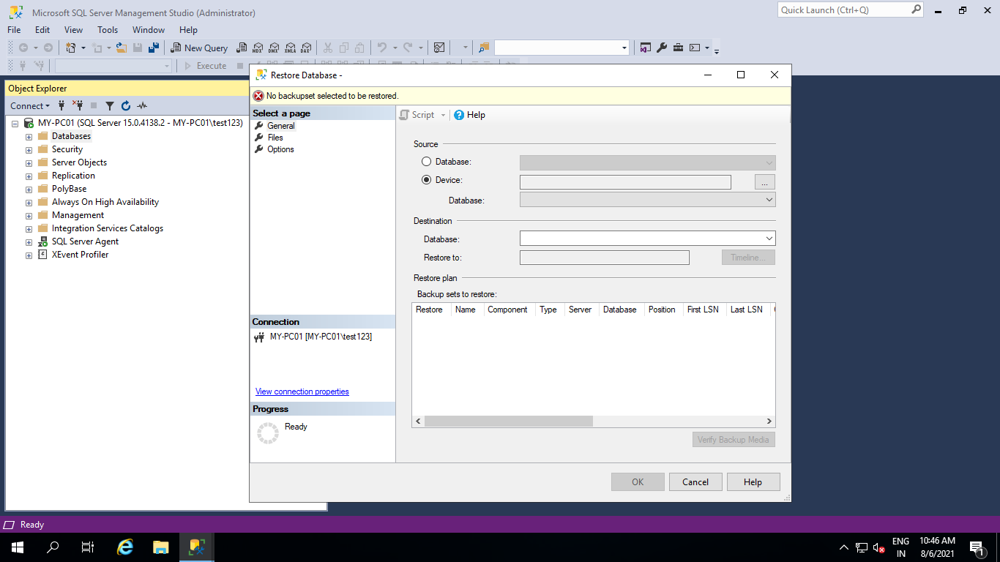 Microsoft SQL Server Management Studio (Administrator)
Quick Launch (Ctrl+Q)
File Edit View Tools Window Help
New Query MDX DMX XMLA DAX
Execute
Object Explorer
Connect
MY-PC01 (SQL Server 15.0.4138.2 - MY-PC01\test123)
Databases
Security
Server Objects
Replication
PolyBase
Always On High Availability
Management
Integration Services Catalogs
SQL Server Agent
XEvent Profiler
Restore Database -
No backupset selected to be restored.
Select a page
General
Files
Options
Connection
MY-PC01 [MY-PC01\test123]
View connection properties
Progress
Ready
Script Help
Source
Database:
Device:
...
Database:
Destination
Database:
Restore to:
Timeline...
Restore plan
Backup sets to restore:
Restore Name Component Type Server Database Position First LSN Last LSN
Verify Backup Media
OK Cancel Help
Ready
ENG
IN
10:46 AM
8/6/2021
1